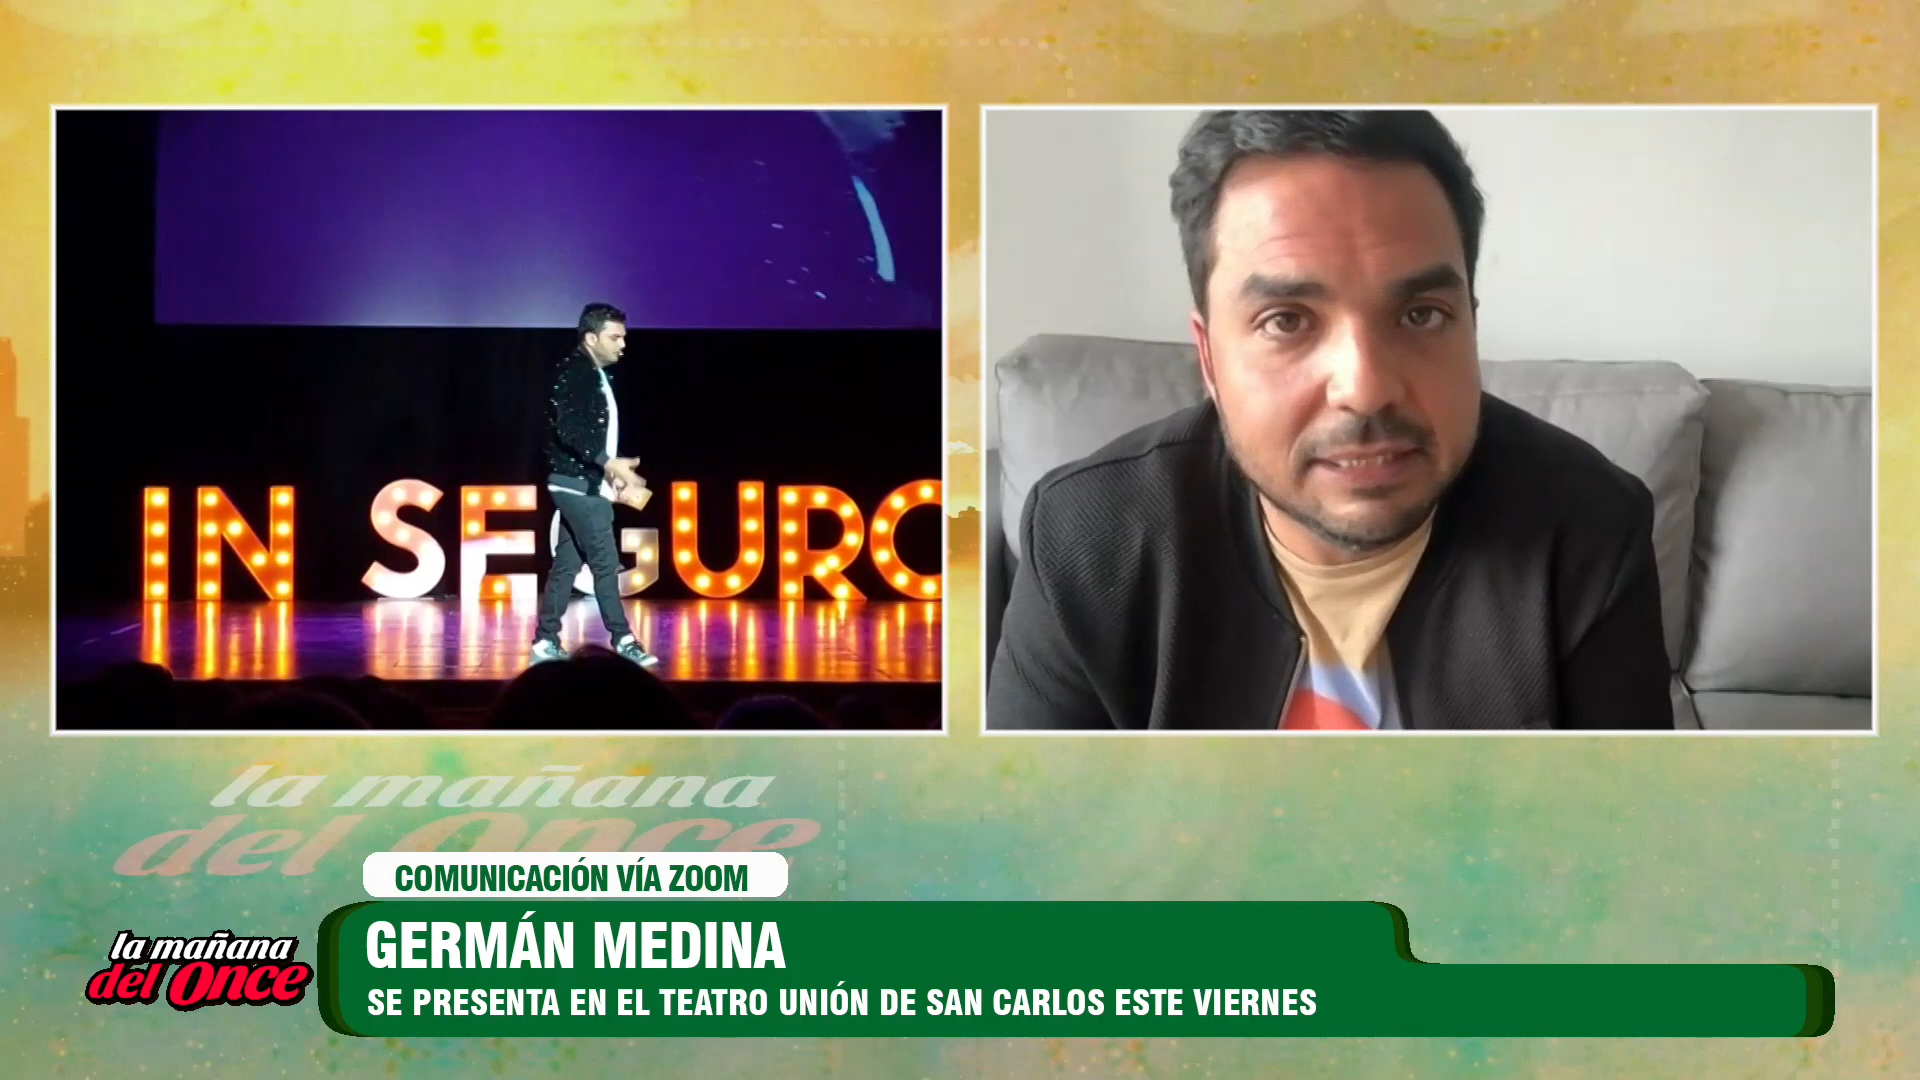 IN SEGURO
la mañana
del Once
COMUNICACIÓN VÍA ZOOM
la mañana
del Once
GERMÁN MEDINA
SE PRESENTA EN EL TEATRO UNIÓN DE SAN CARLOS ESTE VIERNES